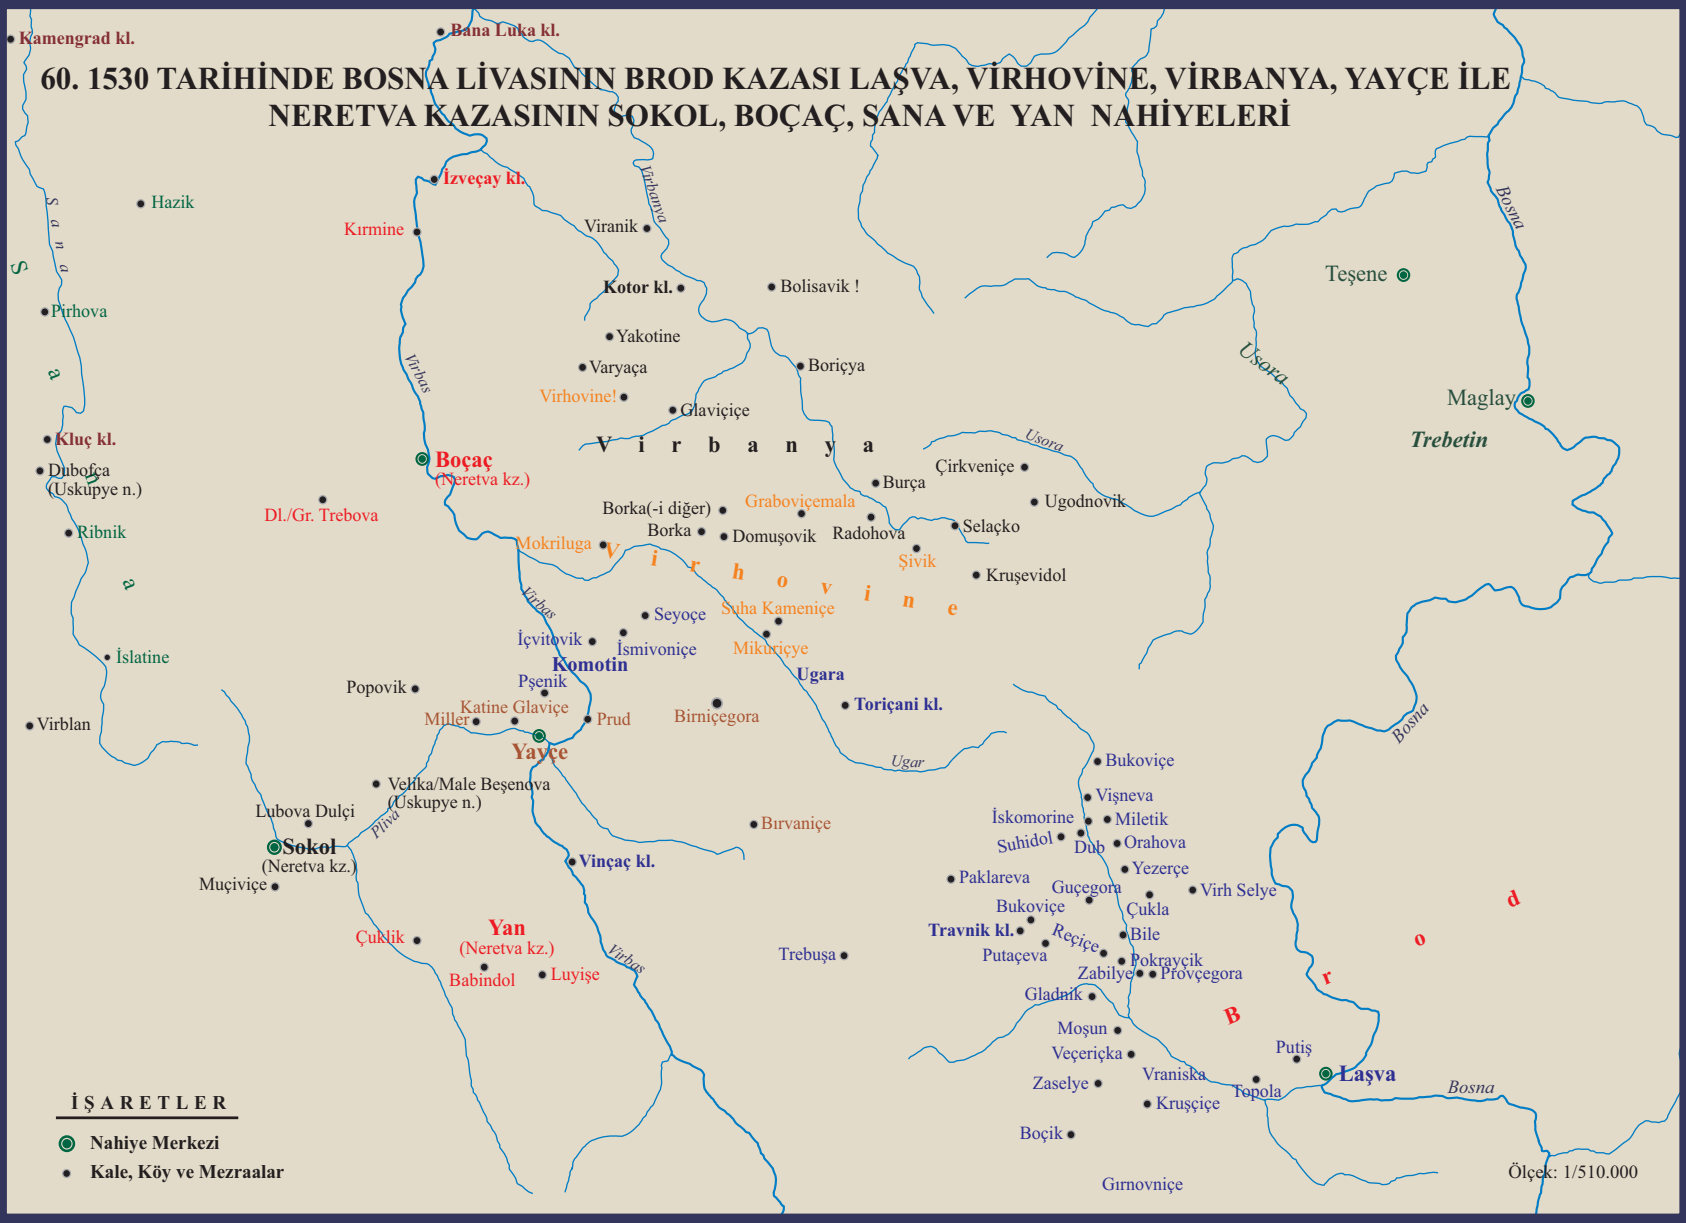 Kamengrad kl.
Bana Luka kl.
60. 1530 TARİHİNDE BOSNA LİVASININ BROD KAZASI LAŞVA, VİRHOVİNE, VİRBANYA, YAYÇE İLE
NERETVA KAZASININ SOKOL, BOÇAÇ, SANA VE YAN NAHİYELERİ
İzveçay kl.
Virbanya
Hazik
Sana
Bosna
Kırmine
Viranik
Sana
Teşene
Kotor kl.
Bolisavik !
Pirhova
Yakotine
Usora
Varyaça
Boriçya
Virbas
Virhovine!
Maglay
Glaviçiçe
Trebetin
Kluç kl.
Virbanya
Usora
Boçaç
(Neretva kz.)
Dubofça
(Uskupye n.)
Çirkveniçe
Burça
Ugodnovik
Dl./Gr. Trebova
Borka(-i diğer)
Graboviçemala
Borka
Domuşovik
Radohova
Selaçko
Ribnik
Mokriluga
Virhovine
Şivik
Kruşevidol
Virbas
Seyoçe
Suha Kameniçe
İçvitovik
İsmivoniçe
Mikuriçye
İslatine
Komotin
Ugara
Pşenik
Popovik
Katine Glaviçe
Toriçani kl.
Miller
Prud
Birniçegora
Virblan
Bosna
Yayçe
Ugar
Bukoviçe
Velika/Male Beşenova
(Uskupye n.)
Vişneva
Lubova Dulçi
Pliva
Bırvaniçe
İskomorine
Miletik
Suhidol
Dub
Orahova
Sokol
(Neretva kz.)
Vinçaç kl.
Yezerçe
Muçiviçe
Paklareva
Guçegora
Virh Selye
Bukoviçe
Çukla
Brod
Yan
(Neretva kz.)
Travnik kl.
Reçiçe
Bile
Çuklik
Virbas
Trebuşa
Putaçeva
Pokrayçik
Babindol
Luyişe
Zabilye
Provçegora
Gladnik
Moşun
Veçeriçka
Putiş
Vraniska
Laşva
Zaselye
Topola
Bosna
Kruşçiçe
İŞARETLER
Boçik
Nahiye Merkezi
Kale, Köy ve Mezraalar
Gırnovniçe
Ölçek: 1/510.000